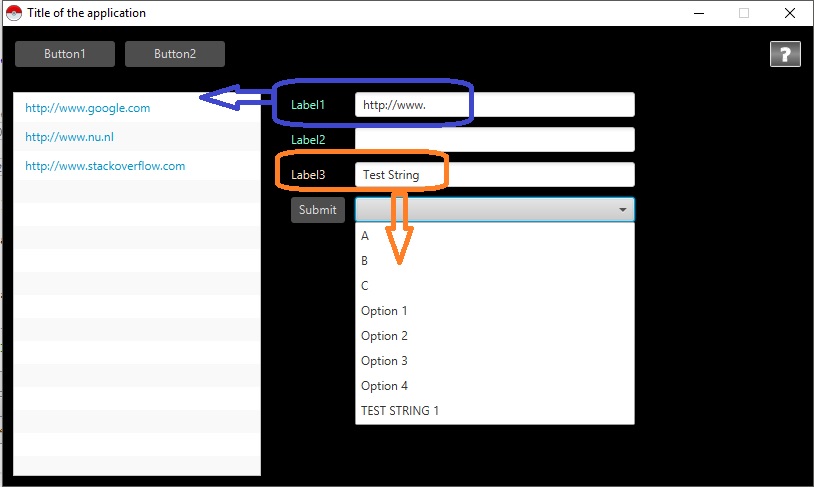 Title of the application
Button1
Button2
?
http://www.google.com
http://www.nu.nl
http://www.stackoverflow.com
Label1
http://www.
Label2
Label3
Test String
Submit
A
B
C
Option 1
Option 2
Option 3
Option 4
TEST STRING 1